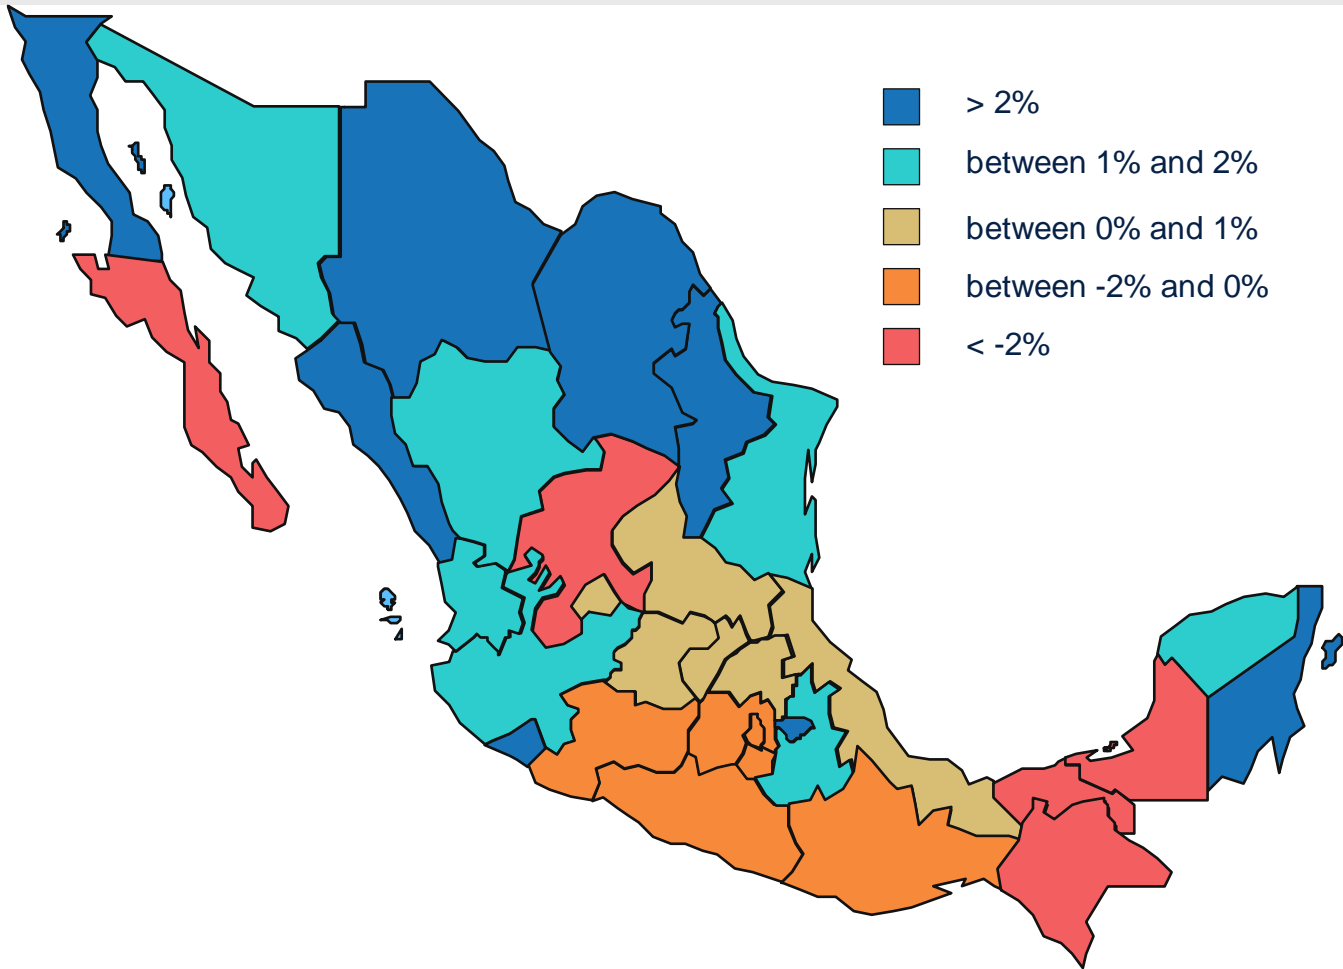 > 2%
between 1% and 2%
between 0% and 1%
between -2% and 0%
< -2%